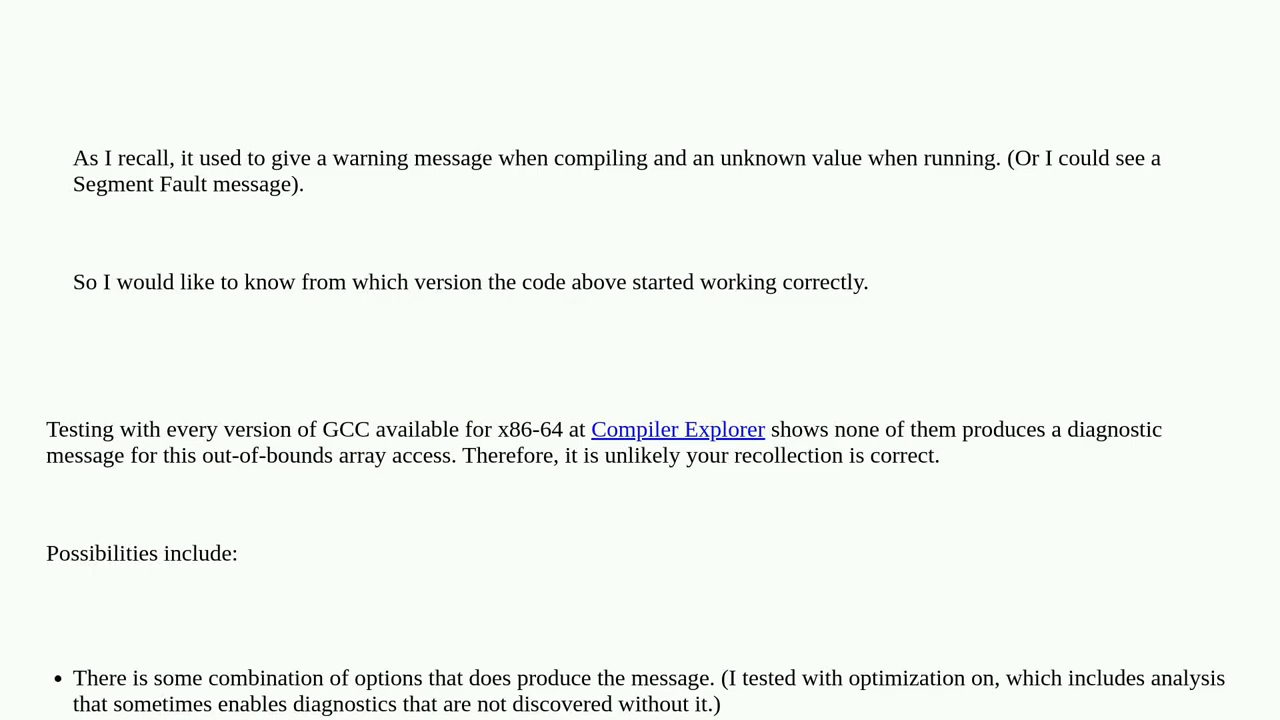 As I recall, it used to give a warning message when compiling and an unknown value when running. (Or I could see a
Segment Fault message).
So I would like to know from which version the code above started working correctly.
Testing with every version of GCC available for x86-64 at Compiler Explorer shows none of them produces a diagnostic
message for this out-of-bounds array access. Therefore, it is unlikely your recollection is correct.
Possibilities include:
• There is some combination of options that does produce the message. (I tested with optimization on, which includes analysis
that sometimes enables diagnostics that are not discovered without it.)